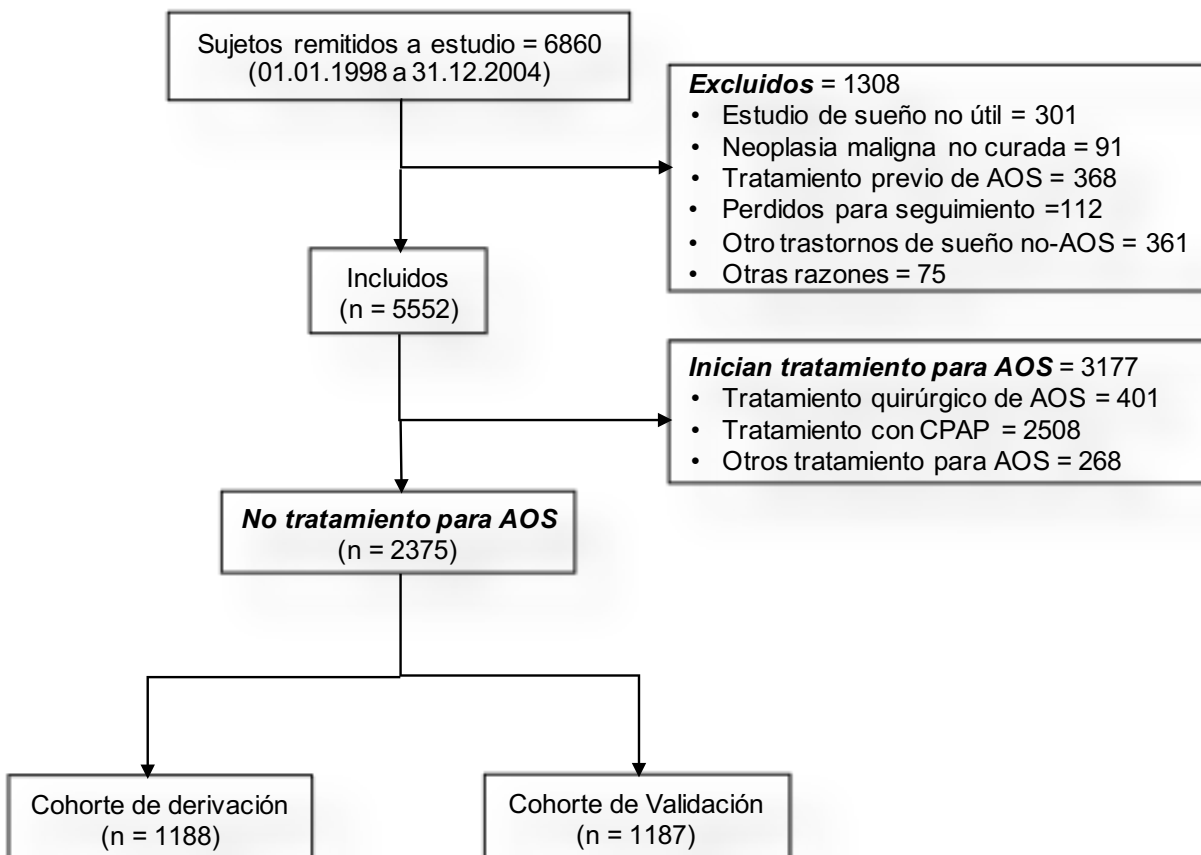 Sujetos remitidos a estudio = 6860
(01.01.1998 a 31.12.2004)
Excluidos = 1308
• Estudio de sueño no útil = 301
• Neoplasia maligna no curada = 91
• Tratamiento previo de AOS = 368
• Perdidos para seguimiento =112
• Otro trastornos de sueño no-AOS = 361
• Otras razones = 75
Incluidos
(n = 5552)
Inician tratamiento para AOS = 3177
• Tratamiento quirúrgico de AOS = 401
• Tratamiento con CPAP = 2508
• Otros tratamiento para AOS = 268
No tratamiento para AOS
(n = 2375)
Cohorte de derivación
(n = 1188)
Cohorte de Validación
(n = 1187)